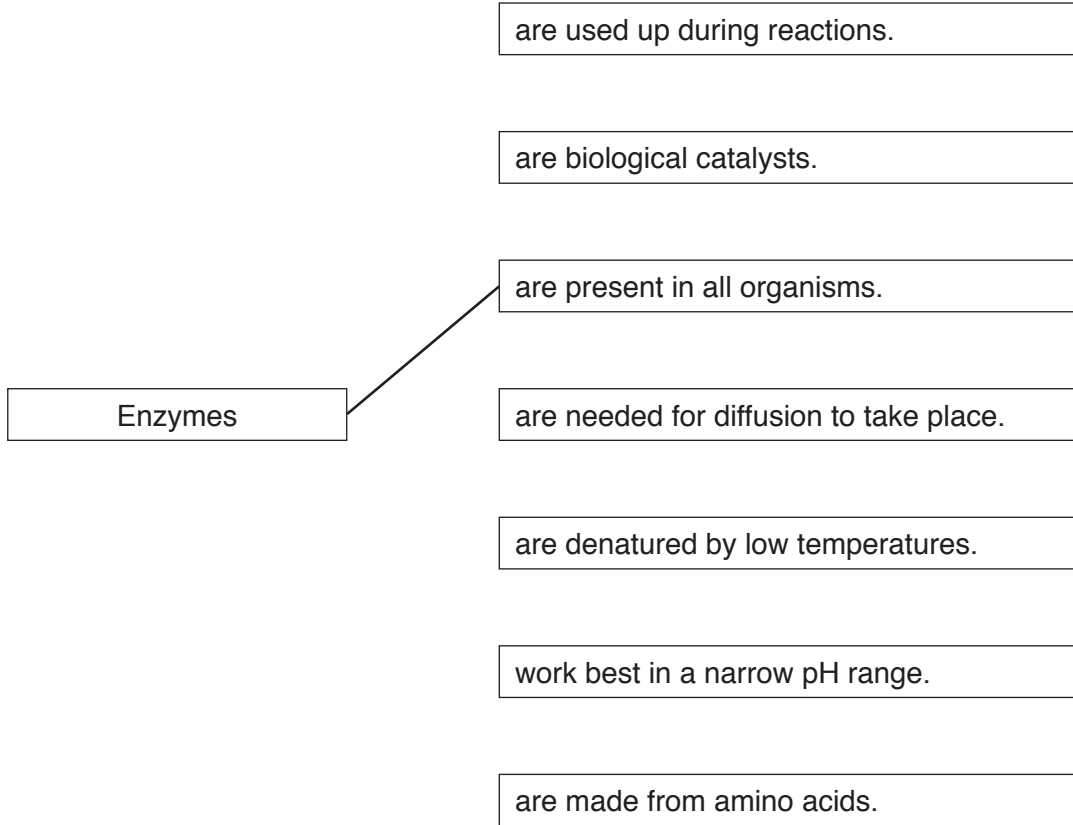 are used up during reactions.
are biological catalysts.
are present in all organisms.
Enzymes
are needed for diffusion to take place.
are denatured by low temperatures.
work best in a narrow pH range.
are made from amino acids.